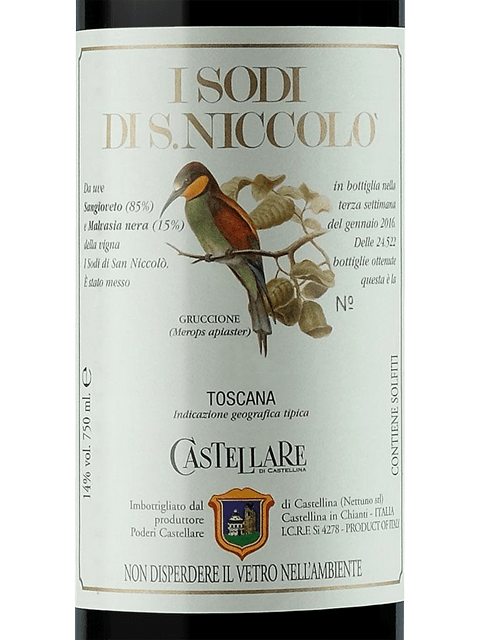 I SODI
DI S. NICCOLO'
Da uve
Sangioveto (85%)
e Malvasia nera (15%)
della vigna
I Sodi di San Niccolò,
È stato messo
in bottiglia nella
terza settimana
del gennaio 2016.
Delle 24.522
bottiglie ottenute
questa è la
Nº
GRUCCIONE
(Merops apiaster)
TOSCANA
Indicazione geografica tipica
CASTELLARE
DI CASTELLINA
14% vol. 750 ml. e
CONTIENE SOLFITI
Imbottigliato dal
produttore
Poderi Castellare
di Castellina (Nettuno srl)
Castellina in Chianti - ITALIA
I.C.R.F. Si 4278 - PRODUCT OF ITALY
NON DISPERDERE IL VETRO NELL'AMBIENTE